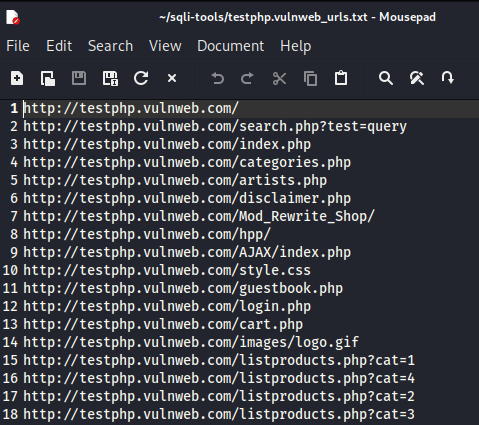 ~/sqli-tools/testphp.vulnweb_urls.txt - Mousepad
File Edit Search View Document Help
1 http://testphp.vulnweb.com/
2 http://testphp.vulnweb.com/search.php?test=query
3 http://testphp.vulnweb.com/index.php
4 http://testphp.vulnweb.com/categories.php
5 http://testphp.vulnweb.com/artists.php
6 http://testphp.vulnweb.com/disclaimer.php
7 http://testphp.vulnweb.com/Mod_Rewrite_Shop/
8 http://testphp.vulnweb.com/hpp/
9 http://testphp.vulnweb.com/AJAX/index.php
10 http://testphp.vulnweb.com/style.css
11 http://testphp.vulnweb.com/guestbook.php
12 http://testphp.vulnweb.com/login.php
13 http://testphp.vulnweb.com/cart.php
14 http://testphp.vulnweb.com/images/logo.gif
15 http://testphp.vulnweb.com/listproducts.php?cat=1
16 http://testphp.vulnweb.com/listproducts.php?cat=4
17 http://testphp.vulnweb.com/listproducts.php?cat=2
18 http://testphp.vulnweb.com/listproducts.php?cat=3